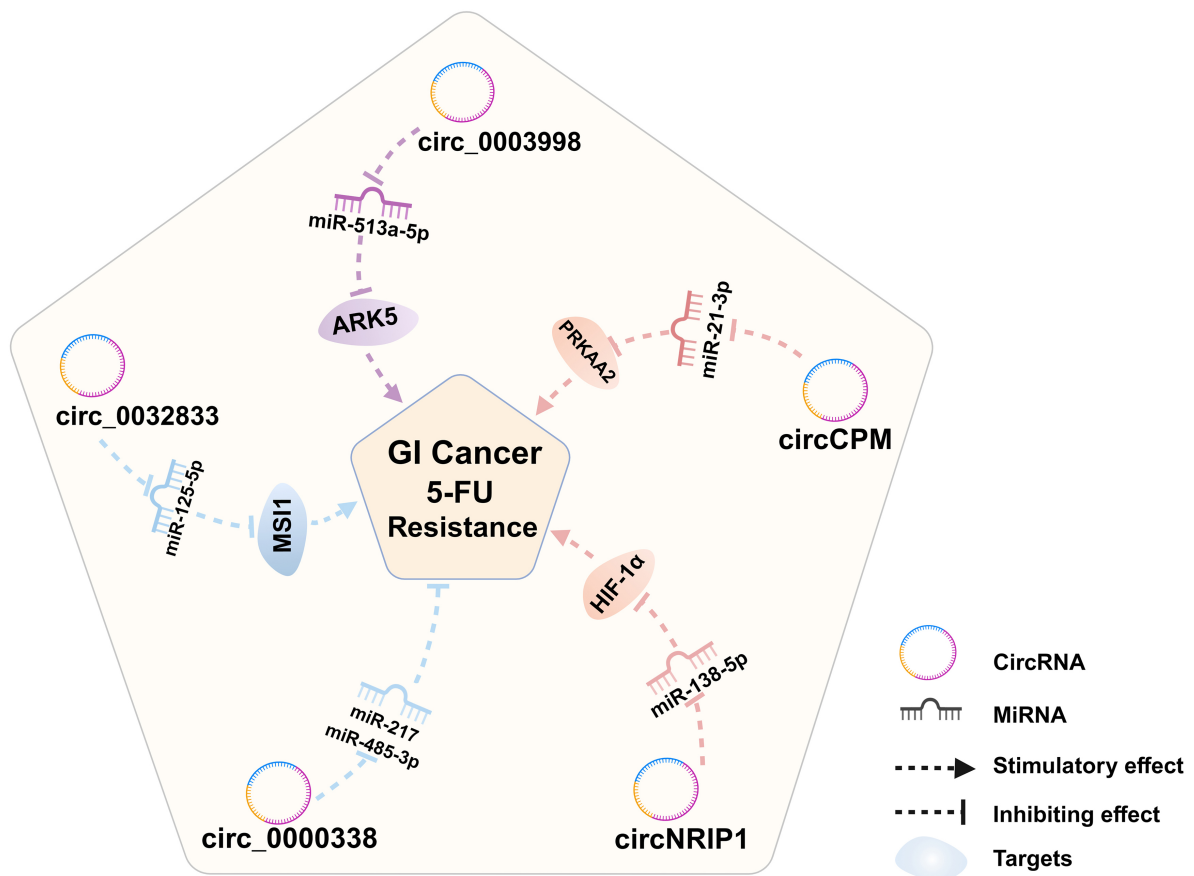 circ_0003998
miR-513a-5p
ARK5
PRKAA2
miR-21-3p
circCPM
circ_0032833
miR-125-5p
MSI1
GI Cancer
5-FU
Resistance
HIF-1α
miR-138-5p
circNRIP1
miR-217
miR-485-3p
circ_0000338
CircRNA
MiRNA
Stimulatory effect
Inhibiting effect
Targets